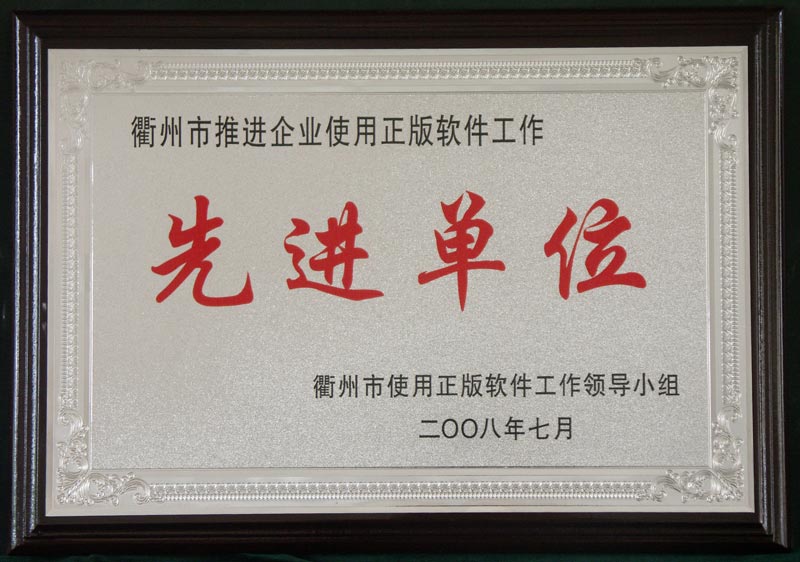 衢州市推进企业使用正版软件工作
先进单位
衢州市使用正版软件工作领导小组
二〇〇八年七月